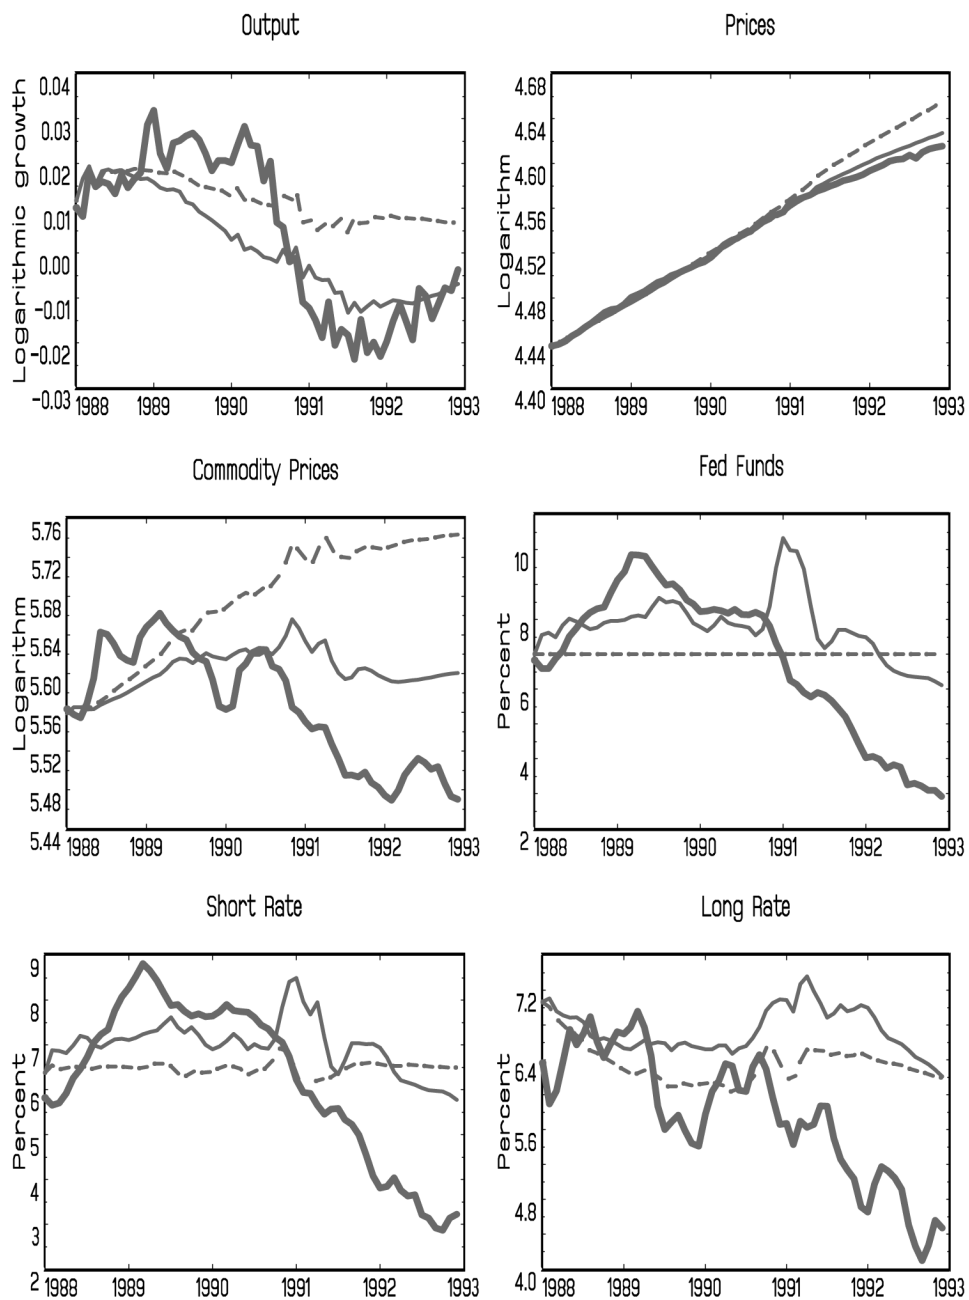 Output
Logarithmic growth
0.04
0.03
0.02
0.01
0.00
-0.01
-0.02
-0.03
1988 1989 1990 1991 1992 1993
Prices
Logarithm
4.68
4.64
4.60
4.56
4.52
4.48
4.44
4.40
1988 1989 1990 1991 1992 1993
Commodity Prices
Logarithm
5.76
5.72
5.68
5.64
5.60
5.56
5.52
5.48
5.44
1988 1989 1990 1991 1992 1993
Fed Funds
Percent
10
8
6
4
2
1988 1989 1990 1991 1992 1993
Short Rate
Percent
9
8
7
6
5
4
3
2
1988 1989 1990 1991 1992 1993
Long Rate
Percent
7.2
6.4
5.6
4.8
4.0
1988 1989 1990 1991 1992 1993